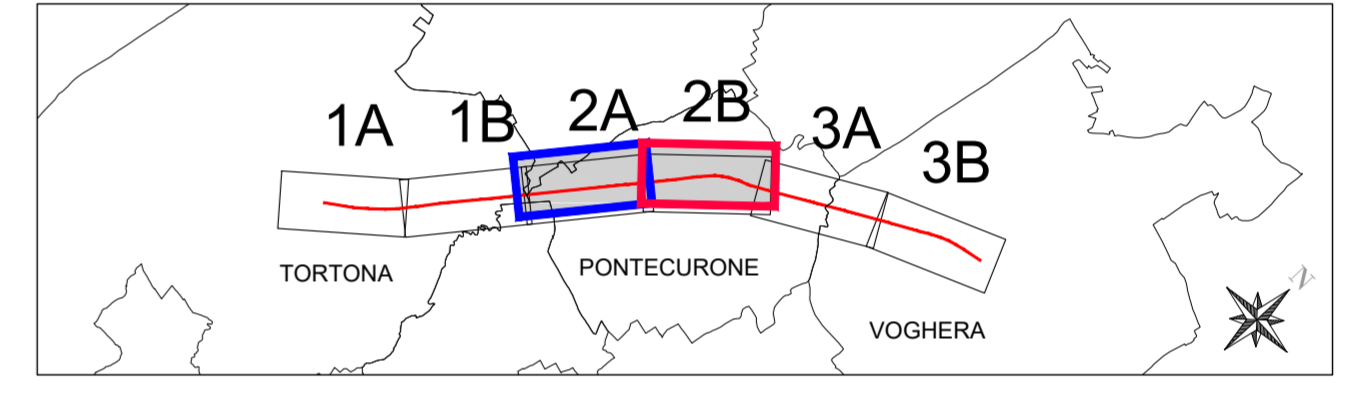 1A 1B 2A 2B 3A 3B
TORTONA
PONTECURONE
VOGHERA
N